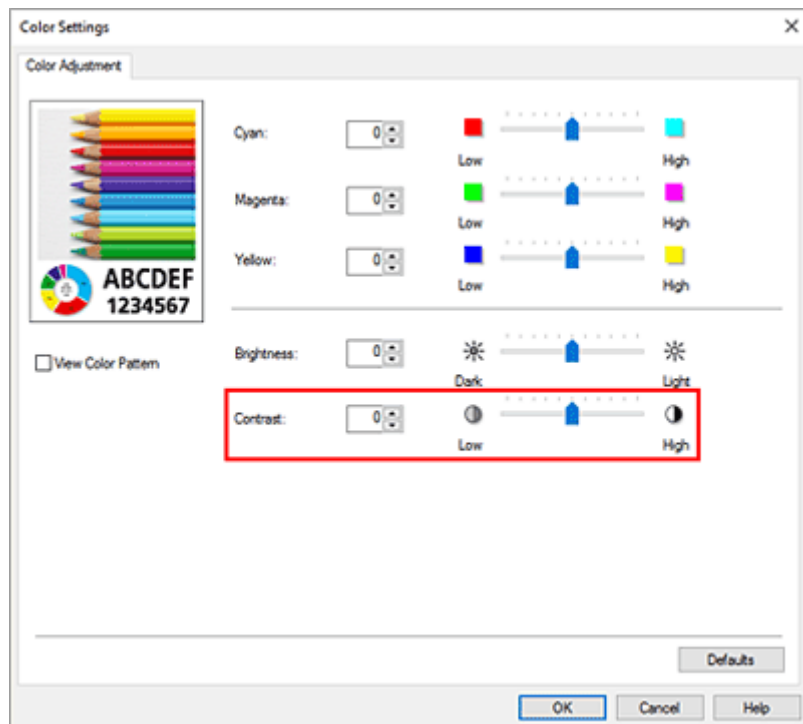 Color Settings
Color Adjustment
ABCDEF
1234567
View Color Pattern
Cyan: 0
Low High
Magenta: 0
Low High
Yellow: 0
Low High
Brightness: 0
Dark Light
Contrast: 0
Low High
Defaults
OK Cancel Help